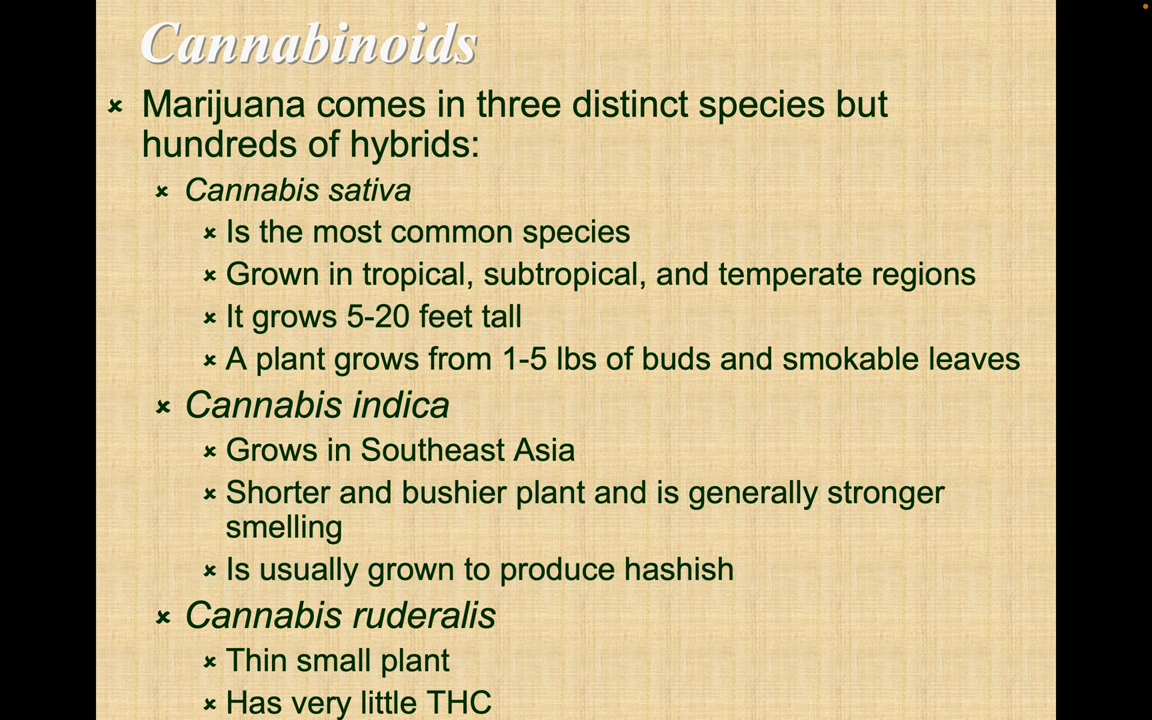 Cannabinoids
Marijuana comes in three distinct species but
hundreds of hybrids:
Cannabis sativa
Is the most common species
Grown in tropical, subtropical, and temperate regions
It grows 5-20 feet tall
A plant grows from 1-5 lbs of buds and smokable leaves
Cannabis indica
Grows in Southeast Asia
Shorter and bushier plant and is generally stronger
smelling
Is usually grown to produce hashish
Cannabis ruderalis
Thin small plant
Has very little THC